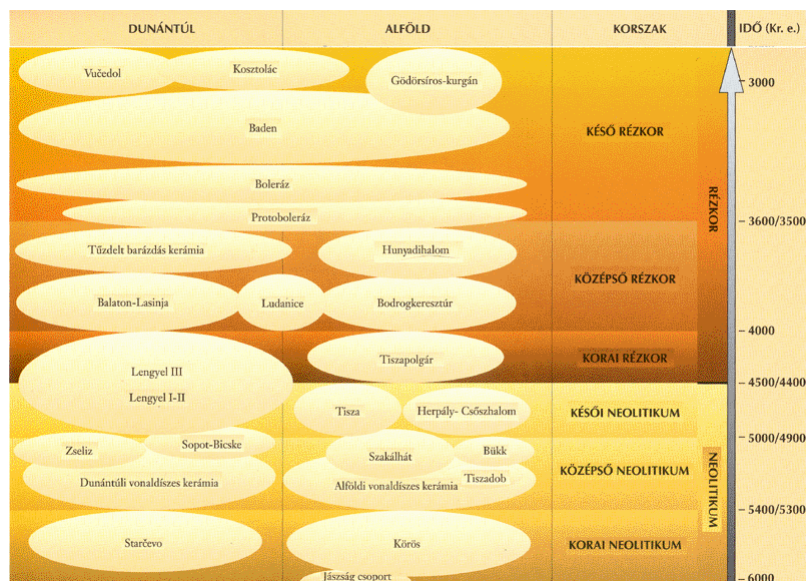 DUNÁNTÚL ALFÖLD KORSZAK IDŐ (Kr. e.)
Vučedol Kosztolác Gödörsíros-kurgán 3000
Baden KÉSŐ RÉZKOR
Boleráz RÉZKOR
Protoboleráz 3600/3500
Tűzdelt barázdás kerámia Hunyadihalom
KÖZÉPSŐ RÉZKOR
Balaton-Lasinja Ludanice Bodrogkeresztúr
4000
Tiszapolgár KORAI RÉZKOR
Lengyel III
4500/4400
Lengyel I-II
Tisza Herpály- Csőszhalom KÉSŐI NEOLITIKUM
5000/4900
Zseliz Sopot-Bicske Szakálhát Bükk
KÖZÉPSŐ NEOLITIKUM NEOLITIKUM
Dunántúli vonaldíszes kerámia Alföldi vonaldíszes kerámia Tiszadob
5400/5300
Starčevo Körös KORAI NEOLITIKUM
Jászság csoport 6000